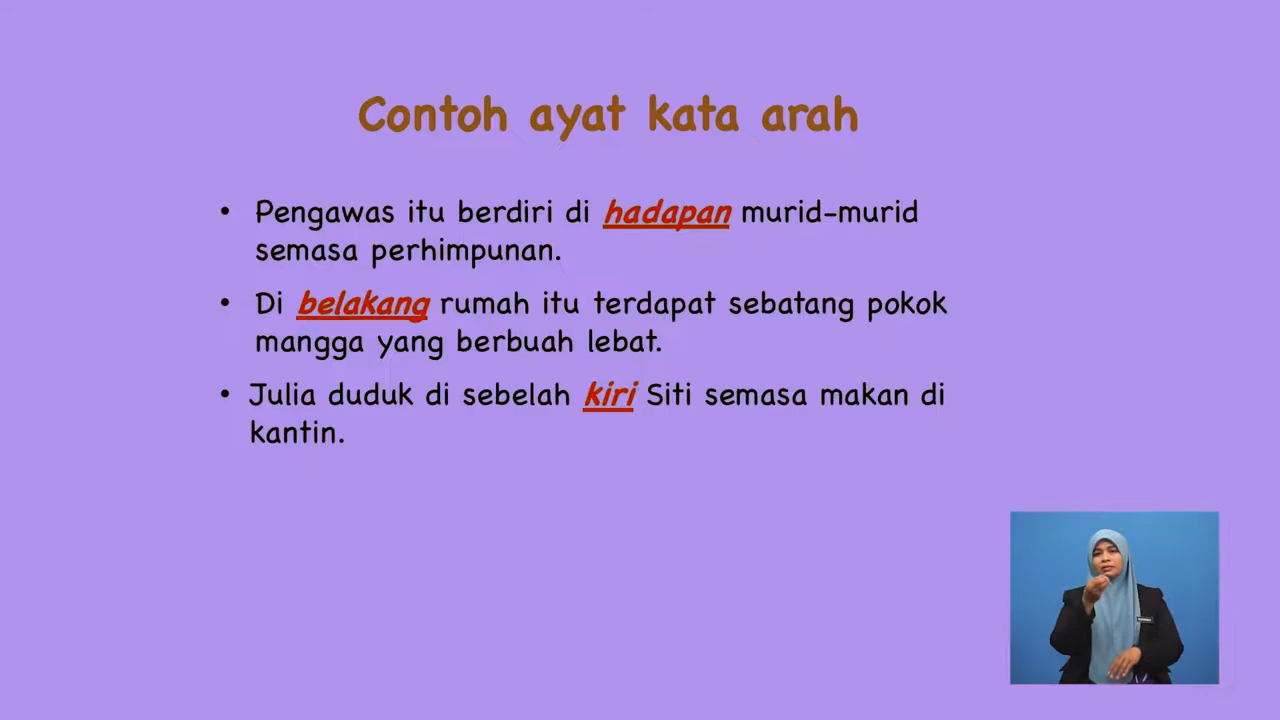 Contoh ayat kata arah
• Pengawas itu berdiri di hadapan murid-murid
semasa perhimpunan.
• Di belakang rumah itu terdapat sebatang pokok
mangga yang berbuah lebat.
• Julia duduk di sebelah kiri Siti semasa makan di
kantin.